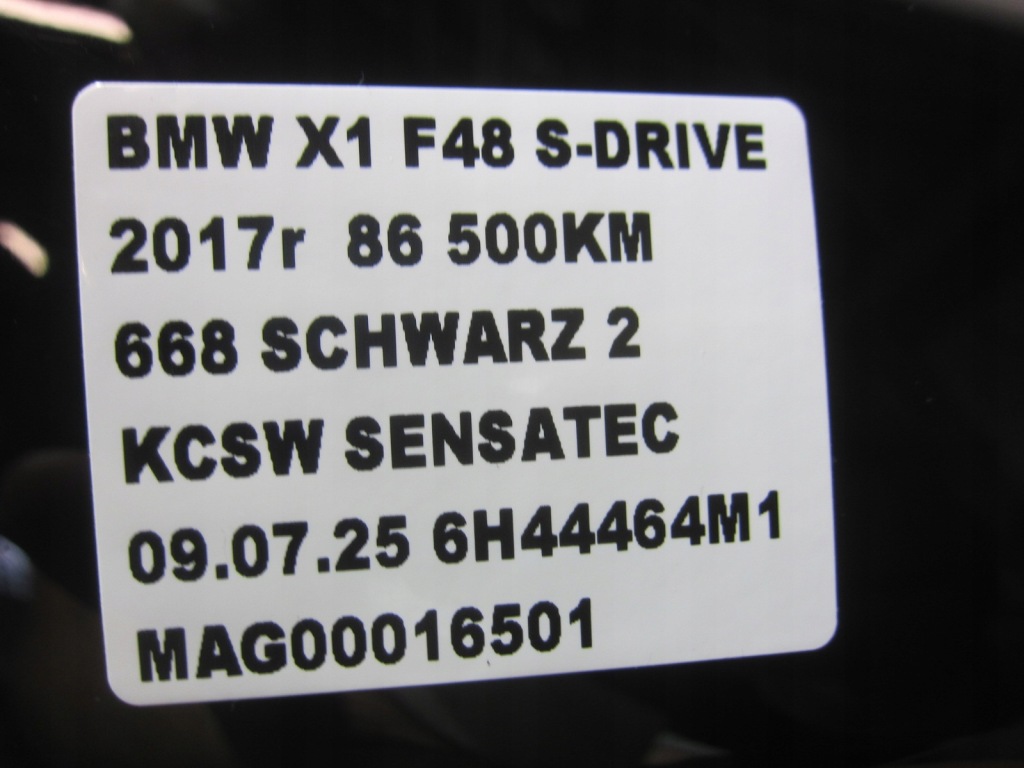 BMW X1 F48 S-DRIVE
2017r 86 500KM
668 SCHWARZ 2
KCSW SENSATEC
09.07.25 6H44464M1
MAG00016501